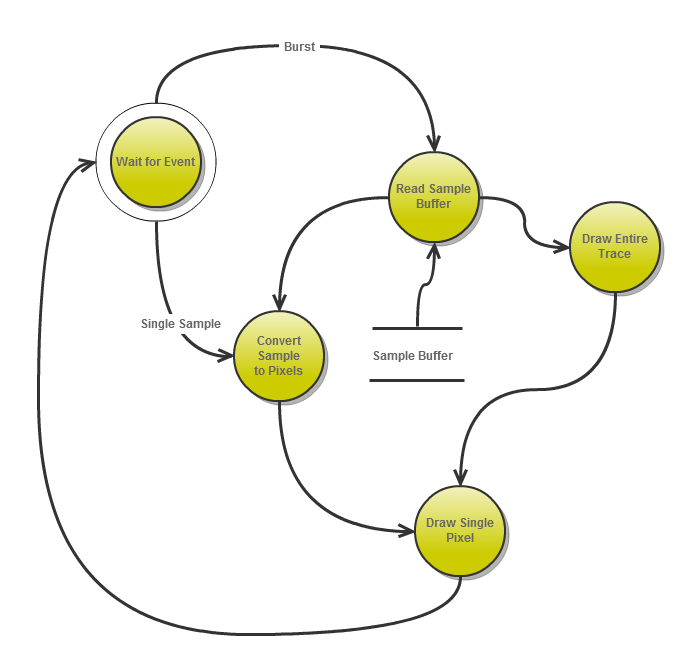 Burst
Wait for Event
Read Sample
Buffer
Draw Entire
Trace
Single Sample
Convert
Sample
to Pixels
Sample Buffer
Draw Single
Pixel